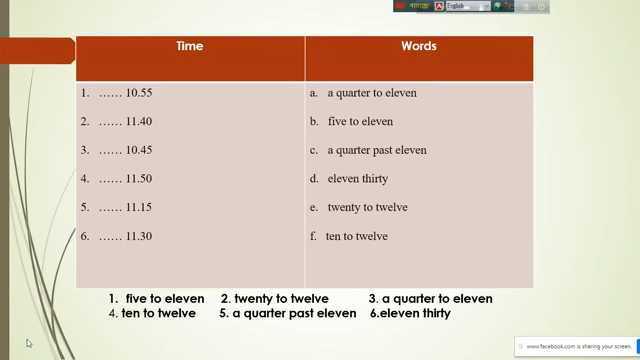 বাংলা English
Time Words
1. …… 10.55 a. a quarter to eleven
2. …… 11.40 b. five to eleven
3. …… 10.45 c. a quarter past eleven
4. …… 11.50 d. eleven thirty
5. …… 11.15 e. twenty to twelve
6. …… 11.30 f. ten to twelve
1. five to eleven 2. twenty to twelve 3. a quarter to eleven
4. ten to twelve 5. a quarter past eleven 6.eleven thirty
www.facebook.com is sharing your screen.